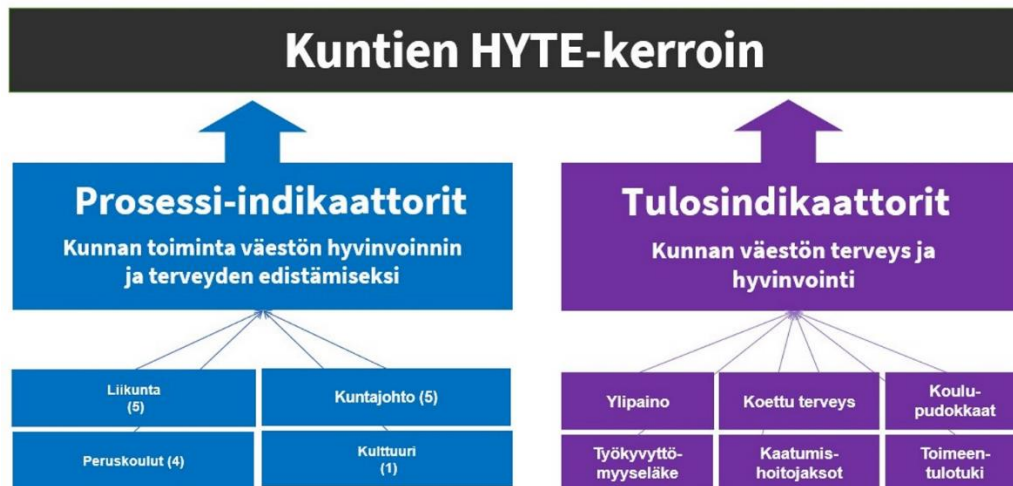 Kuntien HYTE-kerroin
Prosessi-indikaattorit
Kunnan toiminta väestön hyvinvoinnin
ja terveyden edistämiseksi
Tulosindikaattorit
Kunnan väestön terveys ja
hyvinvointi
Liikunta
(5)
Kuntajohto (5)
Peruskoulut (4)
Kulttuuri
(1)
Ylipaino
Koettu terveys
Koulu-
pudokkaat
Työkyvyttö-
myyseläke
Kaatumis-
hoitojaksot
Toimeen-
tulotuki